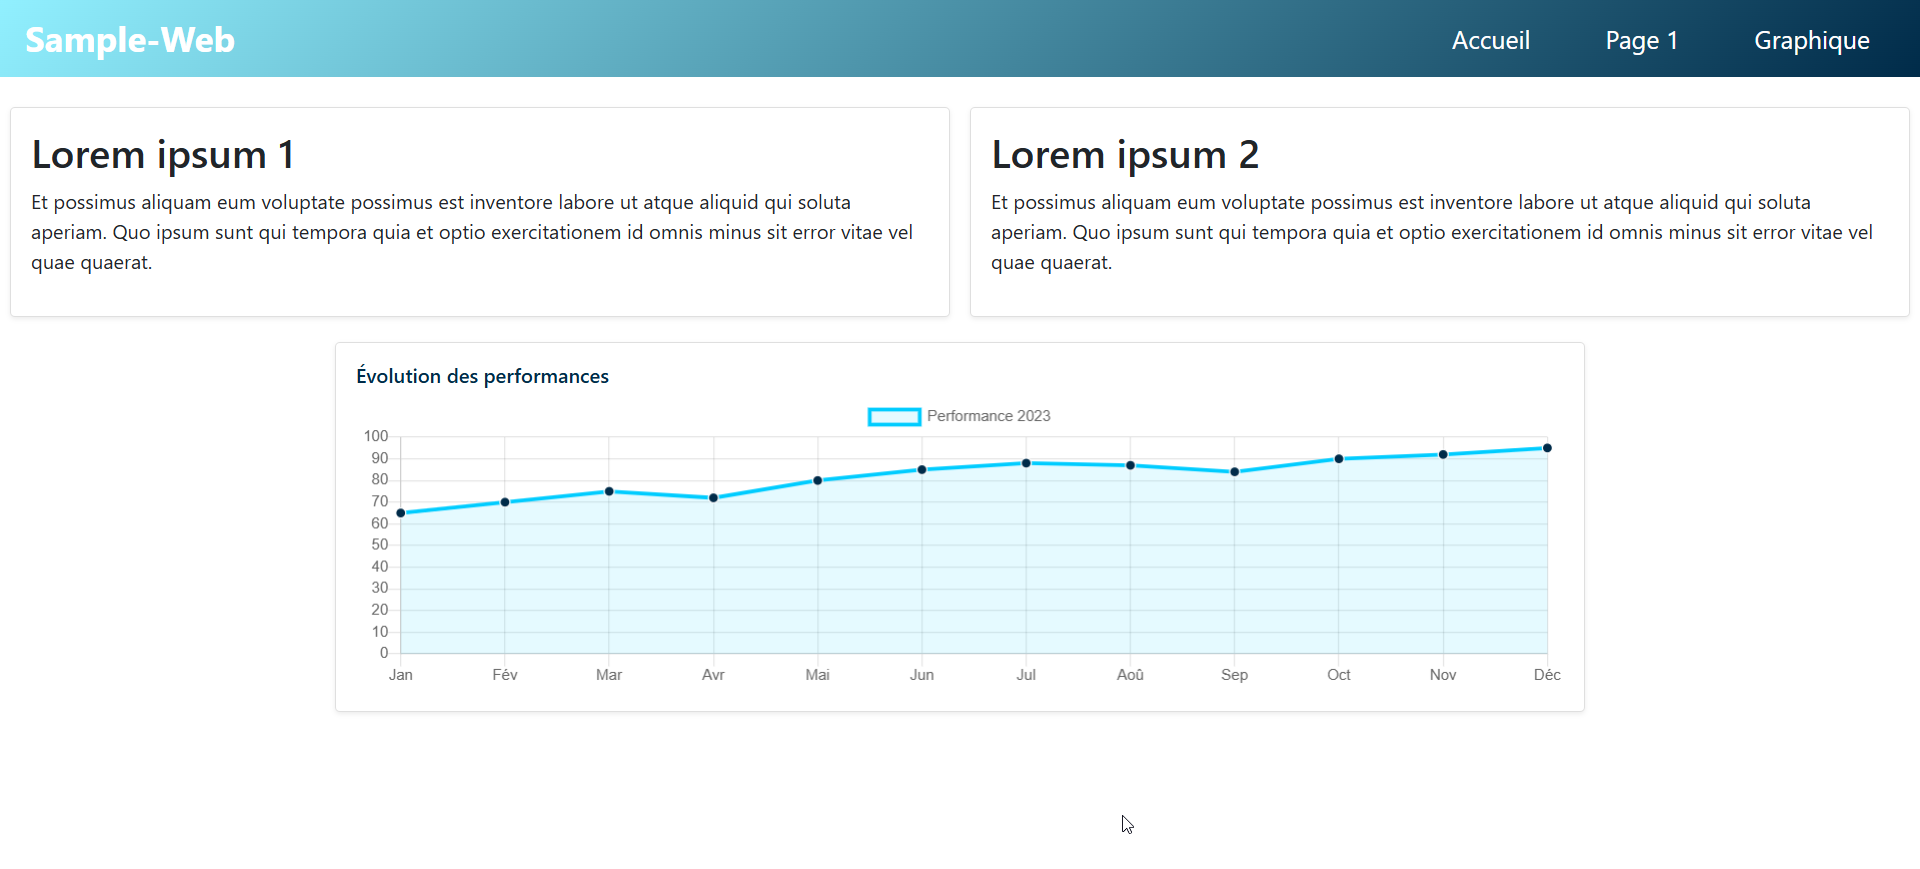 Sample-Web
Accueil
Page 1
Graphique
Lorem ipsum 1
Et possimus aliquam eum voluptate possimus est inventore labore ut atque aliquid qui soluta
aperiam. Quo ipsum sunt qui tempora quia et optio exercitationem id omnis minus sit error vitae vel
quae quaerat.
Lorem ipsum 2
Et possimus aliquam eum voluptate possimus est inventore labore ut atque aliquid qui soluta
aperiam. Quo ipsum sunt qui tempora quia et optio exercitationem id omnis minus sit error vitae vel
quae quaerat.
Évolution des performances
Performance 2023
100
90
80
70
60
50
40
30
20
10
0
Jan Fév Mar Avr Mai Jun Jul Aoû Sep Oct Nov Déc